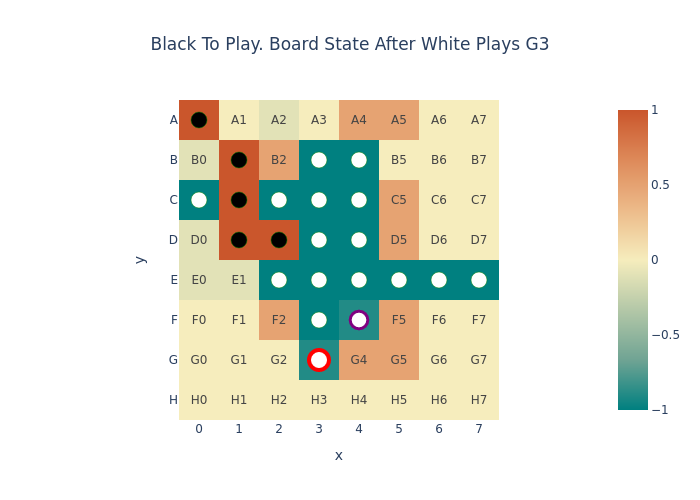 Black To Play. Board State After White Plays G3
A A1 A2 A3 A4 A5 A6 A7 1
B B0 B2 B5 B6 B7
C C5 C6 C7 0.5
D D0 D5 D6 D7
y 0
E E0 E1
F F0 F1 F2 F5 F6 F7 −0.5
G G0 G1 G2 G4 G5 G6 G7
H H0 H1 H2 H3 H4 H5 H6 H7 −1
0 1 2 3 4 5 6 7
x